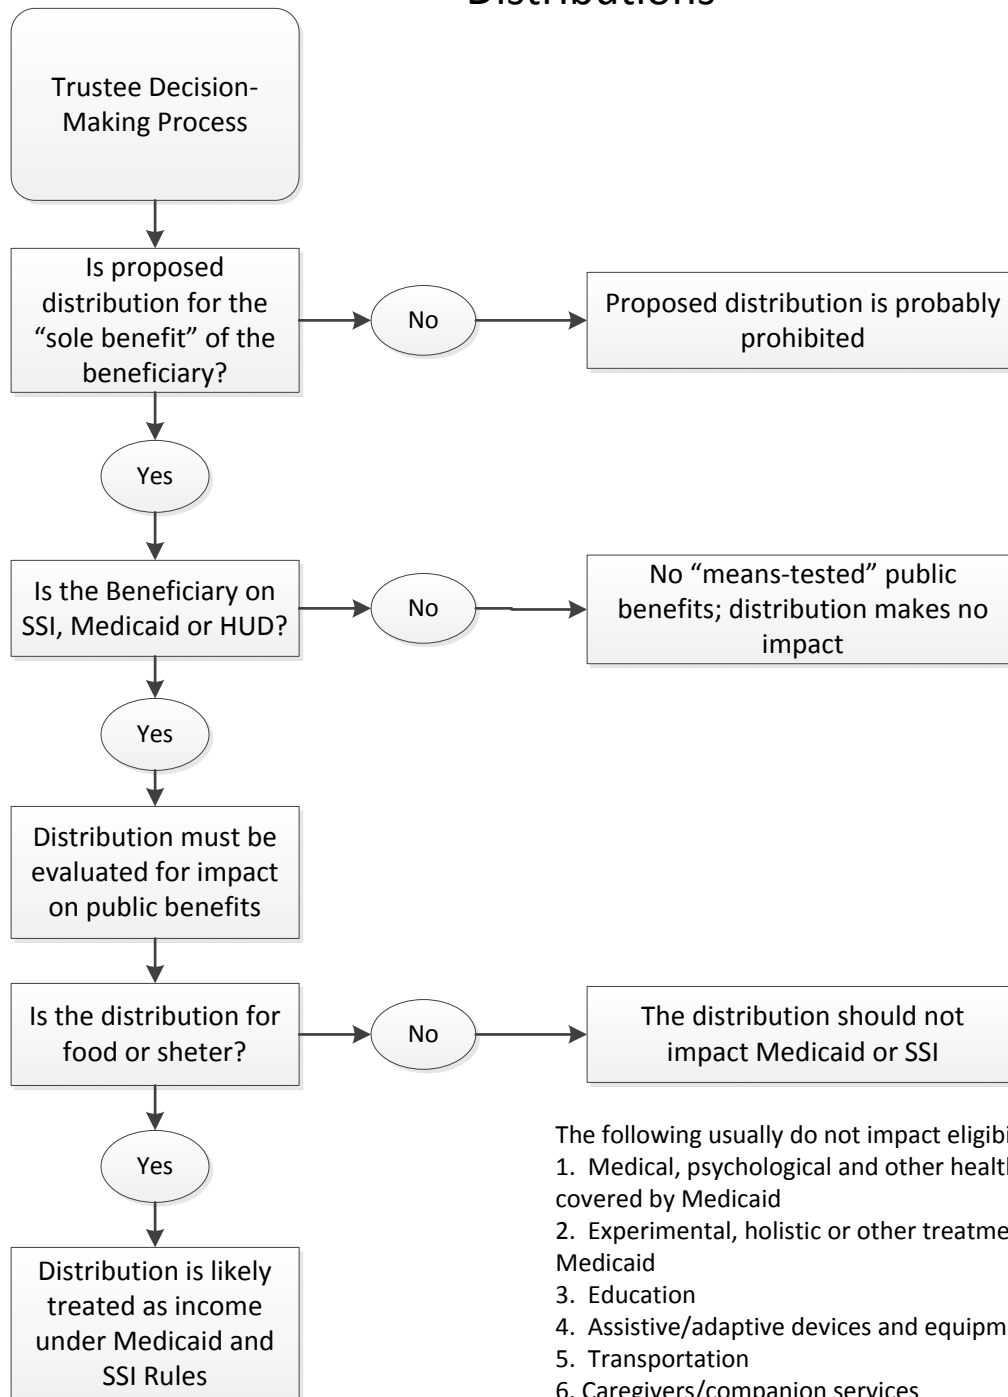 Distributions
Trustee Decision-
Making Process
Is proposed
distribution for the
“sole benefit” of the
beneficiary?
No
Proposed distribution is probably
prohibited
Yes
Is the Beneficiary on
SSI, Medicaid or HUD?
No
No “means-tested” public
benefits; distribution makes no
impact
Yes
Distribution must be
evaluated for impact
on public benefits
Is the distribution for
food or sheter?
No
The distribution should not
impact Medicaid or SSI
Yes
Distribution is likely
treated as income
under Medicaid and
SSI Rules
The following usually do not impact eligibi
1. Medical, psychological and other health
covered by Medicaid
2. Experimental, holistic or other treatme
Medicaid
3. Education
4. Assistive/adaptive devices and equipm
5. Transportation
6. Caregivers/companion services